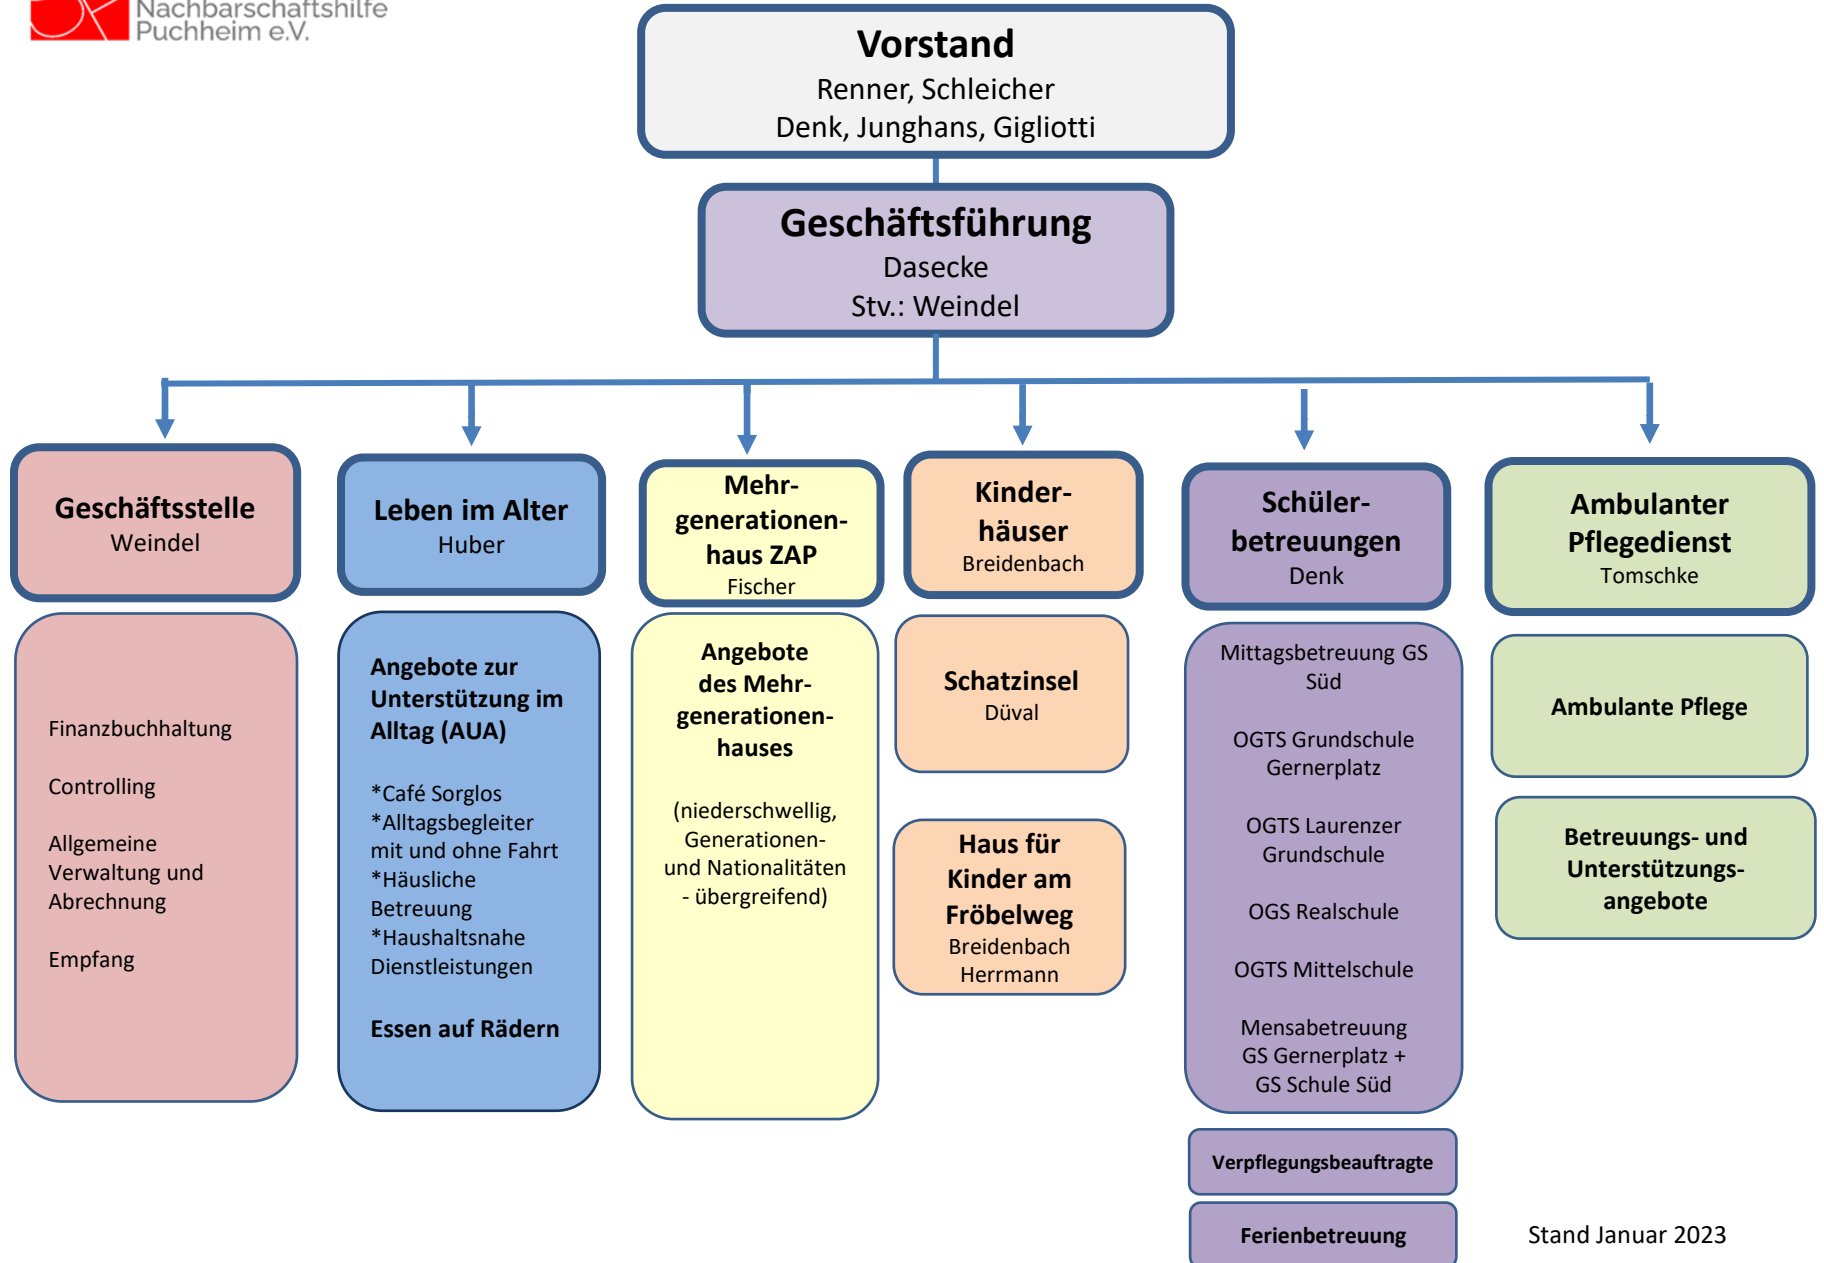 Nachbarschaftshilfe
Puchheim e.V.
Vorstand
Renner, Schleicher
Denk, Junghans, Gigliotti
Geschäftsführung
Dasecke
Stv.: Weindel
Geschäftsstelle
Weindel
Finanzbuchhaltung
Controlling
Allgemeine
Verwaltung und
Abrechnung
Empfang
Leben im Alter
Huber
Angebote zur
Unterstützung im
Alltag (AUA)
*Café Sorglos
*Alltagsbegleiter
mit und ohne Fahrt
*Häusliche
Betreuung
*Haushaltsnahe
Dienstleistungen
Essen auf Rädern
Mehr-
generationen-
haus ZAP
Fischer
Angebote
des Mehr-
generationen-
hauses
(niederschwellig,
Generationen-
und Nationalitäten
- übergreifend)
Kinder-
häuser
Breidenbach
Schatzinsel
Düval
Haus für
Kinder am
Fröbelweg
Breidenbach
Herrmann
Schüler-
betreuungen
Denk
Mittagsbetreuung GS
Süd
OGTS Grundschule
Gernerplatz
OGTS Laurenzer
Grundschule
OGS Realschule
OGTS Mittelschule
Mensabetreuung
GS Gernerplatz +
GS Schule Süd
Verpflegungsbeauftragte
Ferienbetreuung
Ambulanter
Pflegedienst
Tomschke
Ambulante Pflege
Betreuungs- und
Unterstützungs-
angebote
Stand Januar 2023